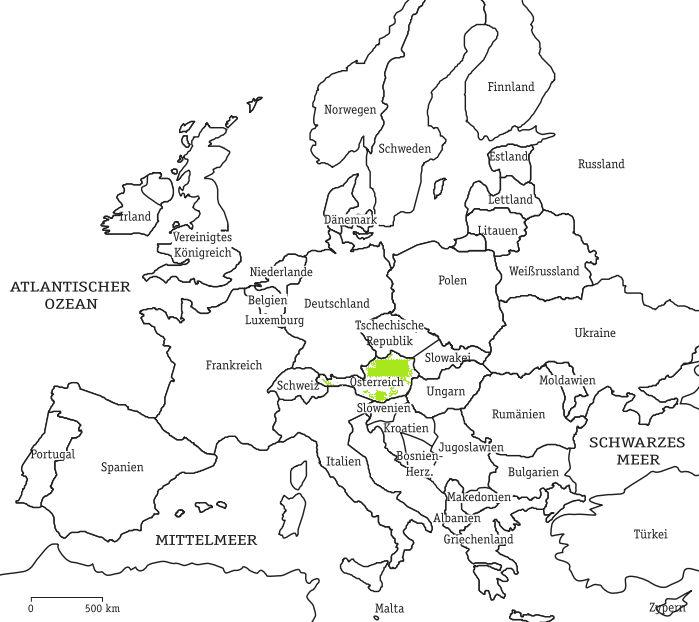 Finnland
Norwegen
Schweden
Estland
Russland
Lettland
Irland
Dänemark
Litauen
Vereinigtes
Königreich
Niederlande
Weißrussland
Polen
ATLANTISCHER
OZEAN
Belgien
Deutschland
Luxemburg
Tschechische
Republik
Ukraine
Slowakei
Frankreich
Schweiz
Österreich
Moldawien
Ungarn
Slowenien
Rumänien
Kroatien
SCHWARZES
MEER
Jugoslawien
Portugal
Spanien
Italien
Bosnien-
Herz.
Bulgarien
Makedonien
Albanien
Türkei
MITTELMEER
Griechenland
0 500 km
Malta
Zypern